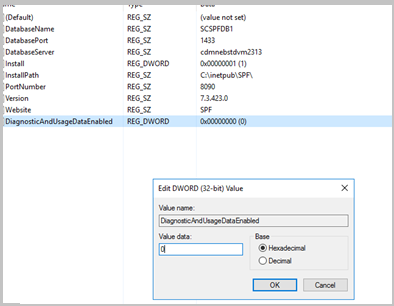 Type
(Default) REG_SZ (value not set)
DatabaseName REG_SZ SCSPFDB1
DatabasePort REG_SZ 1433
DatabaseServer REG_SZ cdmnebstdvm2313
Install REG_DWORD 0x00000001 (1)
InstallPath REG_SZ C:\inetpub\SPF\
PortNumber REG_SZ 8090
Version REG_SZ 7.3.423.0
Website REG_SZ SPF
DiagnosticAndUsageDataEnabled REG_DWORD 0x00000000 (0)
Edit DWORD (32-bit) Value
Value name:
DiagnosticAndUsageDataEnabled
Value data: Base
0 Hexadecimal
Decimal
OK Cancel